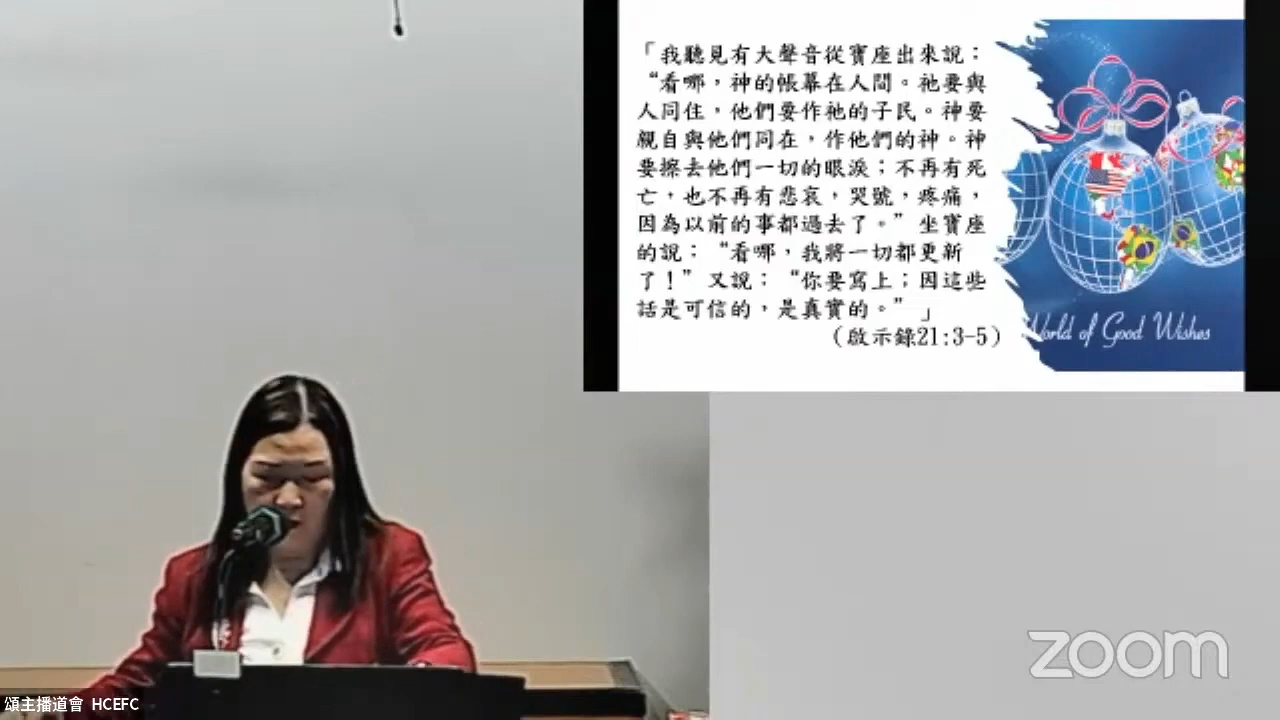 「我聽見有大聲音從寶座出來說：
“看哪，神的帳幕在人間。祂要與
人同住，他們要作祂的子民。神要
親自與他們同在，作他們的神。神
要擦去他們一切的眼淚；不再有死
亡，也不再有悲哀，哭號，疼痛，
因為以前的事都過去了。”坐寶座
的說：“看哪，我將一切都更新
了！”又說：“你要寫上；因這些
話是可信的，是真實的。”」
（啟示錄21:3-5）
World of Good Wishes
zoom
頌主播道會 HCEFC